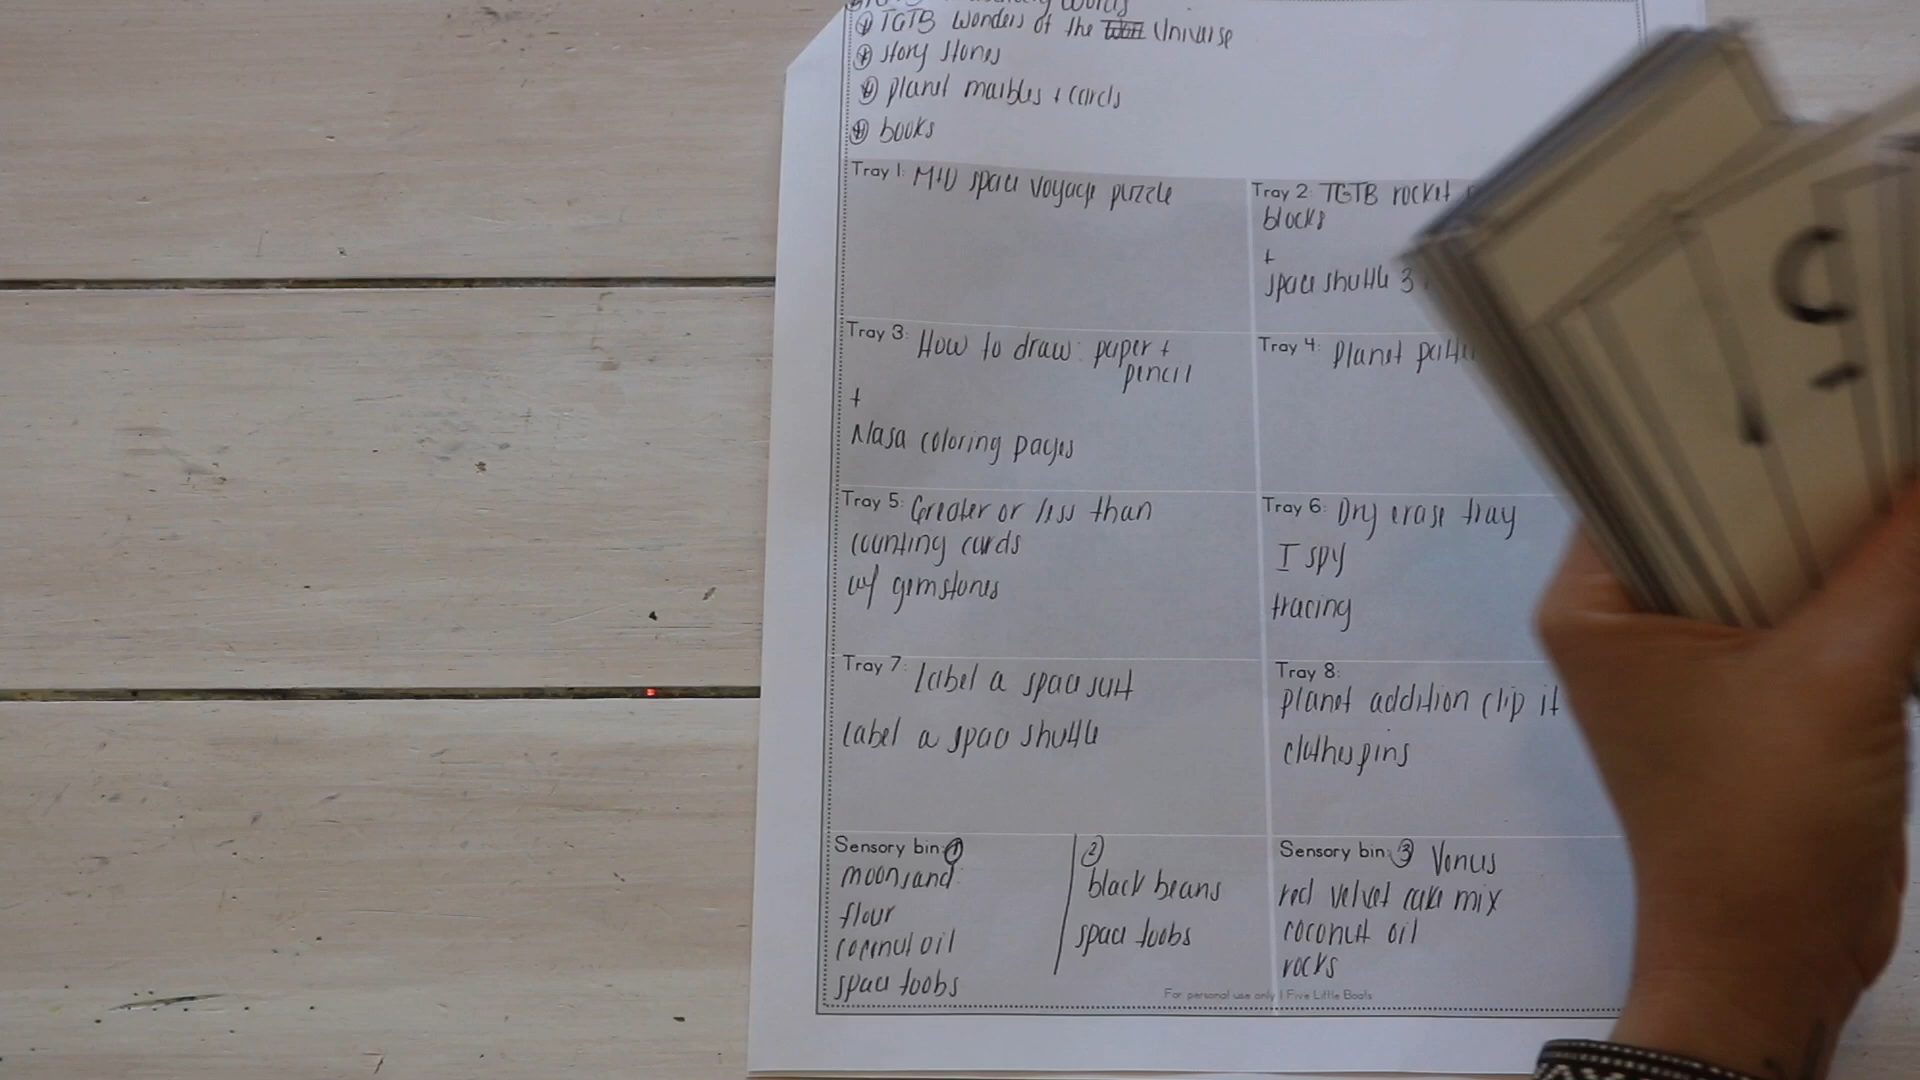 TGTB Wonders of the Universe
story stones
planet marbles + cards
books
Tray 1: M+D space voyage puzzle
Tray 2: TGTB rocket
blocks
+
space shuttle 3
Tray 3: How to draw: paper +
pencil
+
Nasa coloring pages
Tray 4: Planet
Tray 5: Greater or less than
counting cards
w/ gemstones
Tray 6: Dry erase tray
I spy
tracing
Tray 7: label a space suit
label a space shuttle
Tray 8:
planet addition clip it
clothespins
Sensory bin: 1
moonsand
flour
coconut oil
space toobs
2
black beans
space toobs
Sensory bin: 3 Venus
red velvet cake mix
coconut oil
rocks
For personal use only | Five Little Boats